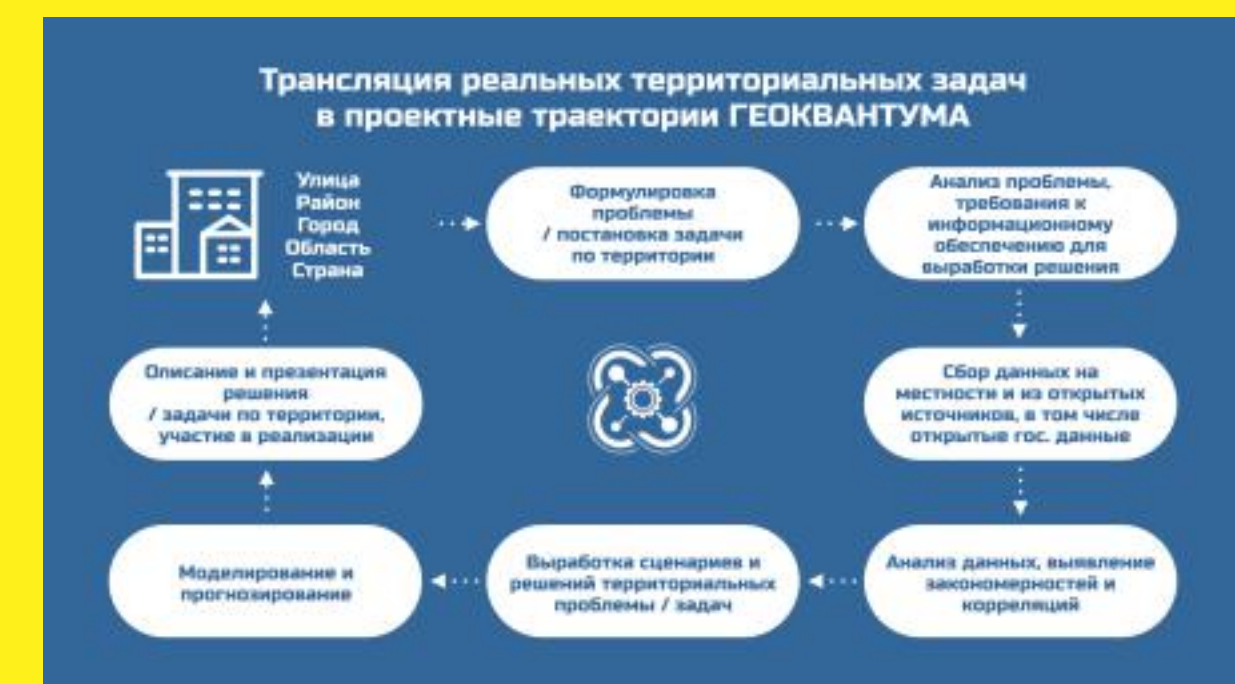 Трансляция реальных территориальных задач
в проектные траектории ГЕОКВАНТУМА
Улица
Район
Город
Область
Страна
Формулировка
проблемы
/ постановка задачи
по территории
Анализ проблемы,
требования к
информационному
обеспечению для
выработки решения
Сбор данных на
местности и из открытых
источников, в том числе
открытые гос. данные
Анализ данных, выявление
закономерностей и
корреляций
Выработка сценариев и
решений территориальных
проблемы / задач
Моделирование и
прогнозирование
Описание и презентация
решения
/ задачи по территории,
участие в реализации